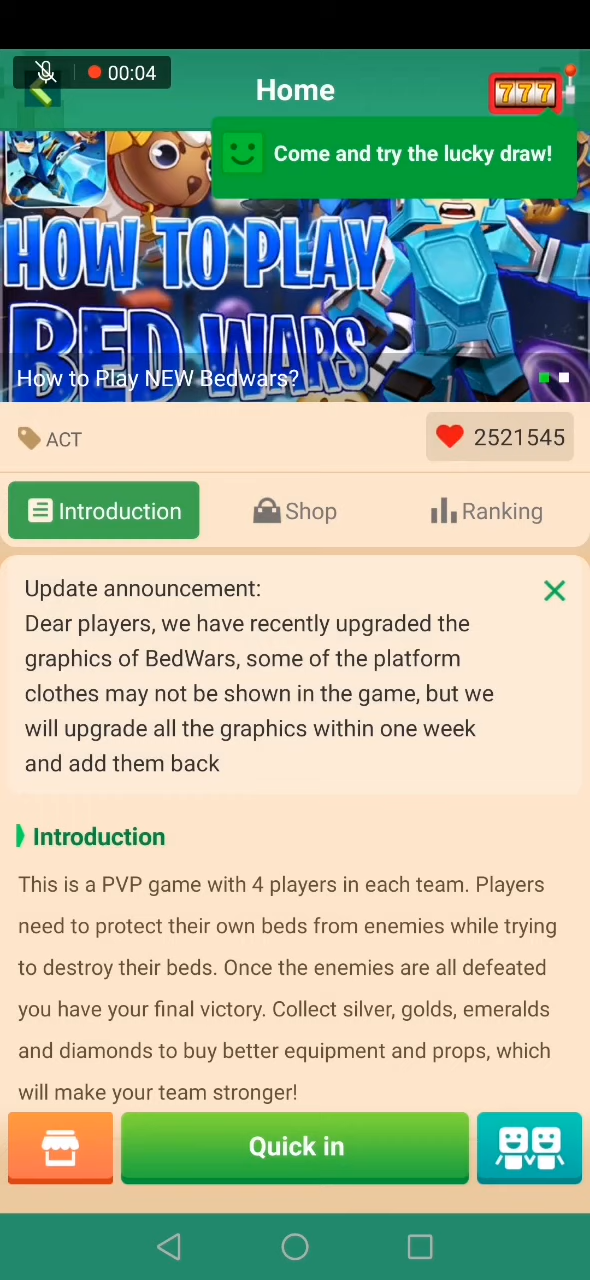 00:04
Home
777
Come and try the lucky draw!
HOW TO PLAY
BED WARS
How to Play NEW Bedwars?
ACT
2521545
Introduction
Shop
Ranking
Update announcement:
Dear players, we have recently upgraded the
graphics of BedWars, some of the platform
clothes may not be shown in the game, but we
will upgrade all the graphics within one week
and add them back
Introduction
This is a PVP game with 4 players in each team. Players
need to protect their own beds from enemies while trying
to destroy their beds. Once the enemies are all defeated
you have your final victory. Collect silver, golds, emeralds
and diamonds to buy better equipment and props, which
will make your team stronger!
Quick in